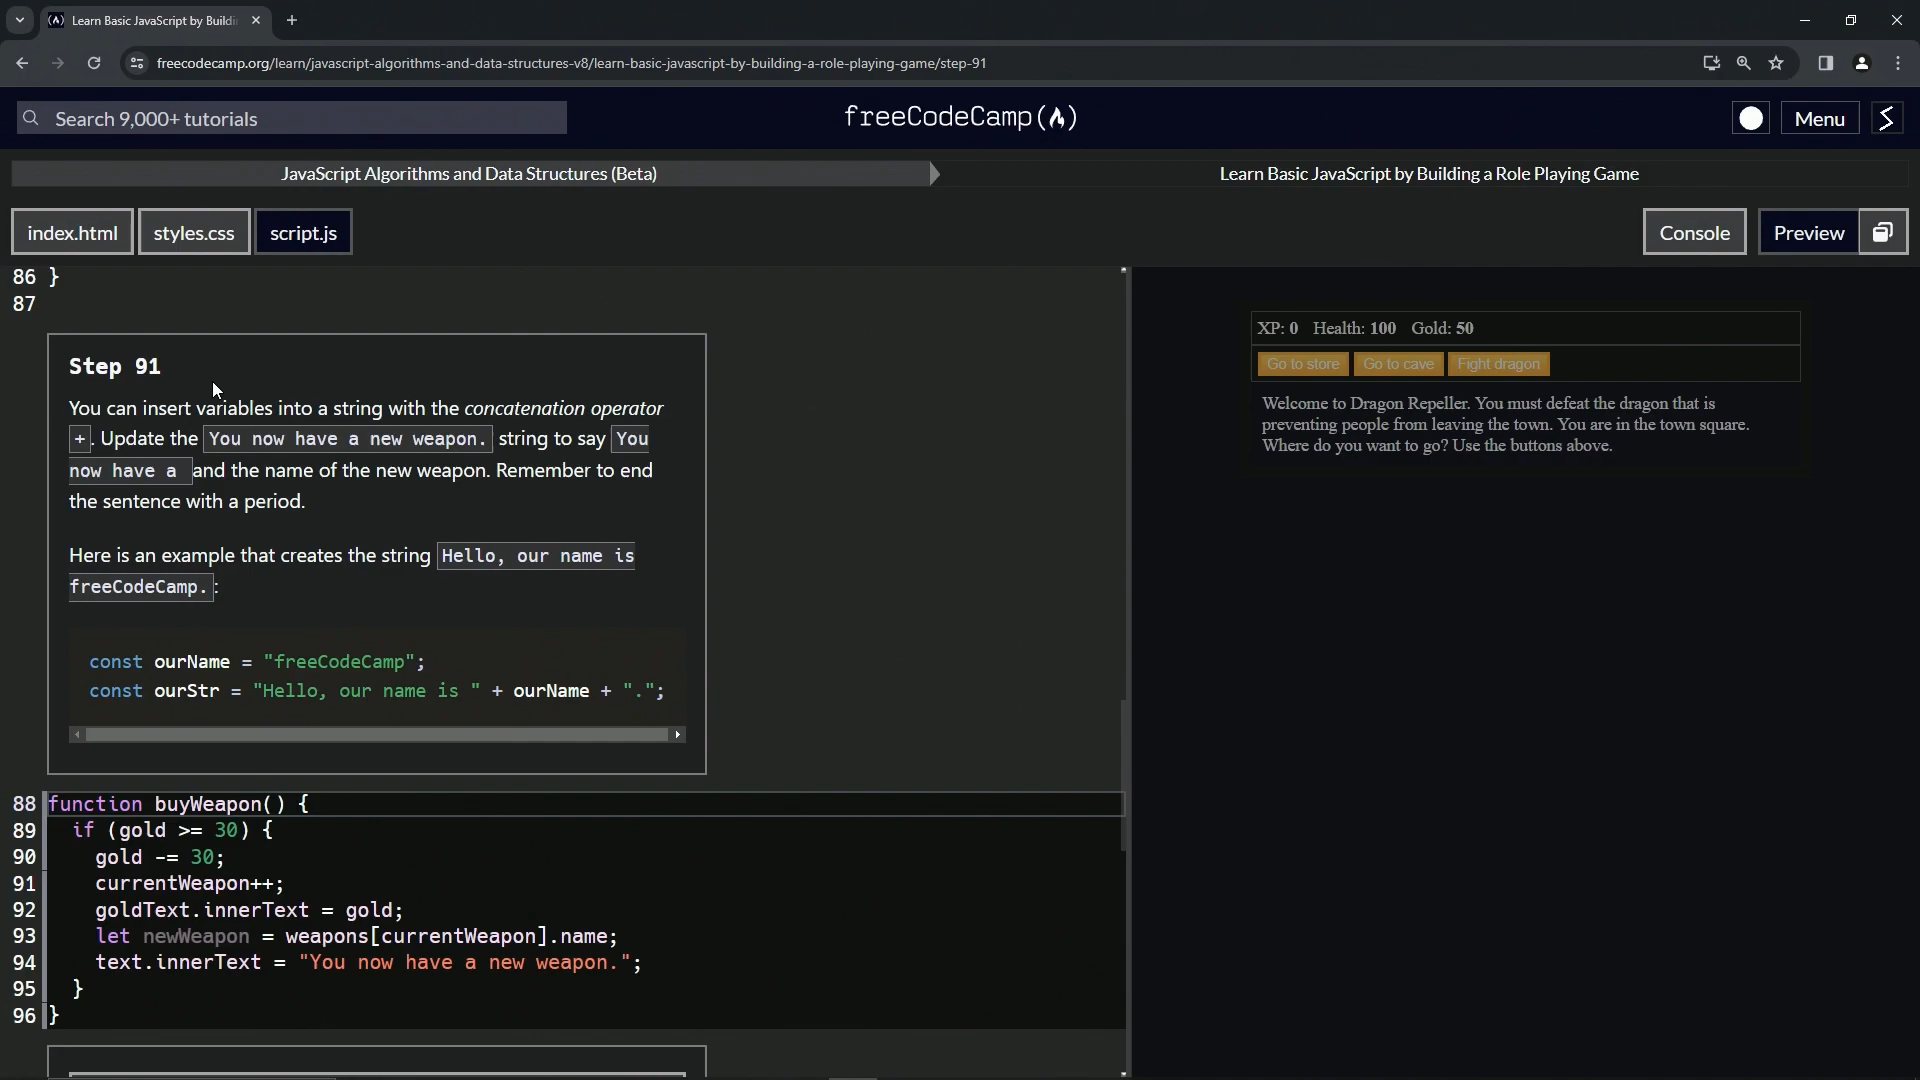 Learn Basic JavaScript by Buildi
freecodecamp.org/learn/javascript-algorithms-and-data-structures-v8/learn-basic-javascript-by-building-a-role-playing-game/step-91
Search 9,000+ tutorials
freeCodeCamp(🔥)
Menu
JavaScript Algorithms and Data Structures (Beta)
Learn Basic JavaScript by Building a Role Playing Game
index.html styles.css script.js
Console Preview
86 }
87
Step 91
You can insert variables into a string with the concatenation operator
+. Update the You now have a new weapon. string to say You
now have a and the name of the new weapon. Remember to end
the sentence with a period.
Here is an example that creates the string Hello, our name is
freeCodeCamp.:
const ourName = "freeCodeCamp";
const ourStr = "Hello, our name is " + ourName + ".";
88 function buyWeapon() {
89 if (gold >= 30) {
90 gold -= 30;
91 currentWeapon++;
92 goldText.innerText = gold;
93 let newWeapon = weapons[currentWeapon].name;
94 text.innerText = "You now have a new weapon.";
95 }
96 }
XP: 0 Health: 100 Gold: 50
Go to store Go to cave Fight dragon
Welcome to Dragon Repeller. You must defeat the dragon that is
preventing people from leaving the town. You are in the town square.
Where do you want to go? Use the buttons above.